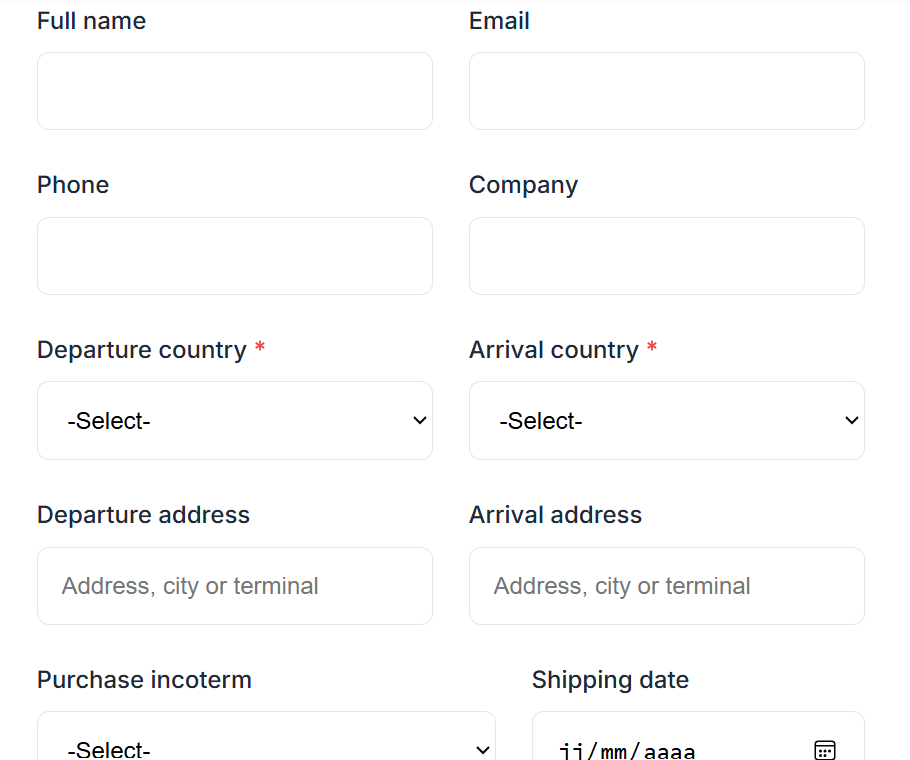 Full name
Email
Phone
Company
Departure country *
Arrival country *
-Select-
-Select-
Departure address
Arrival address
Address, city or terminal
Address, city or terminal
Purchase incoterm
Shipping date
-Select-
jj/mm/aaaa